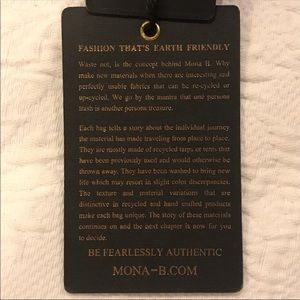 FASHION THAT'S EARTH FRIENDLY
Waste not, is the concept behind Mona B. Why
make new materials when there are interesting and
perfectly usable fabrics that can be re-cycled or
up-cycled. We go by the mantra that one persons
trash is another persons treasure.
Each bag tells a story about the individual journey
the material has made traveling from place to place.
They are mostly made of recycled tarps or tents that
have been previously used and would otherwise be
thrown away. They have been washed to bring new
life which may resort in slight color discrepancies.
The texture and material variations that are
distinctive in recycled and hand crafted products
make each bag unique. The story of these materials
continues on and the next chapter is now for you
to decide.
BE FEARLESSLY AUTHENTIC
MONA-B.COM